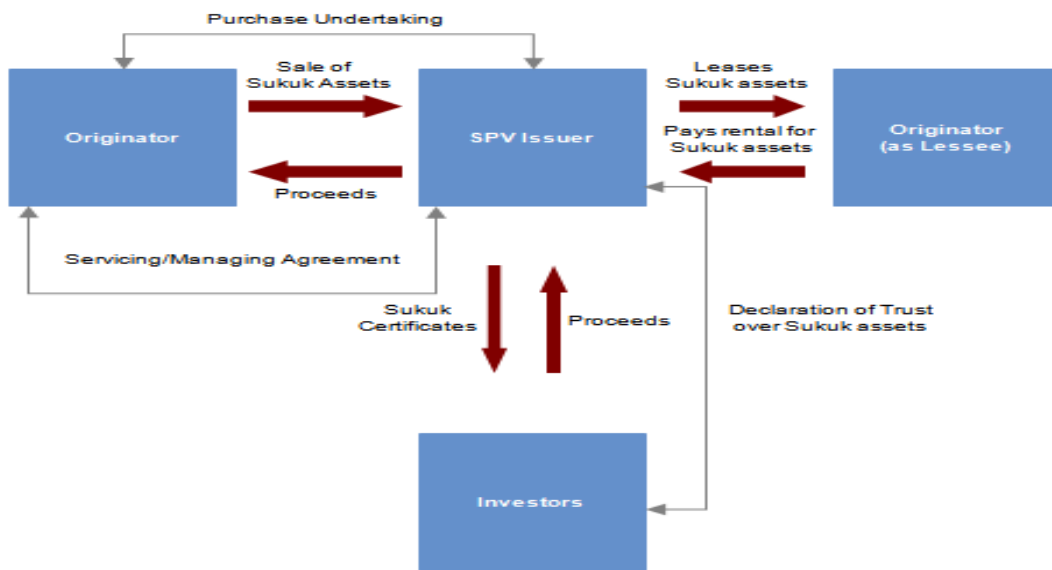 Purchase Undertaking
Sale of
Sukuk Assets
Leases
Sukuk assets
Originator
SPV Issuer
Pays rental for
Sukuk assets
Originator
(as Lessee)
Proceeds
Servicing/Managing Agreement
Sukuk
Certificates
Proceeds
Declaration of Trust
over Sukuk assets
Investors